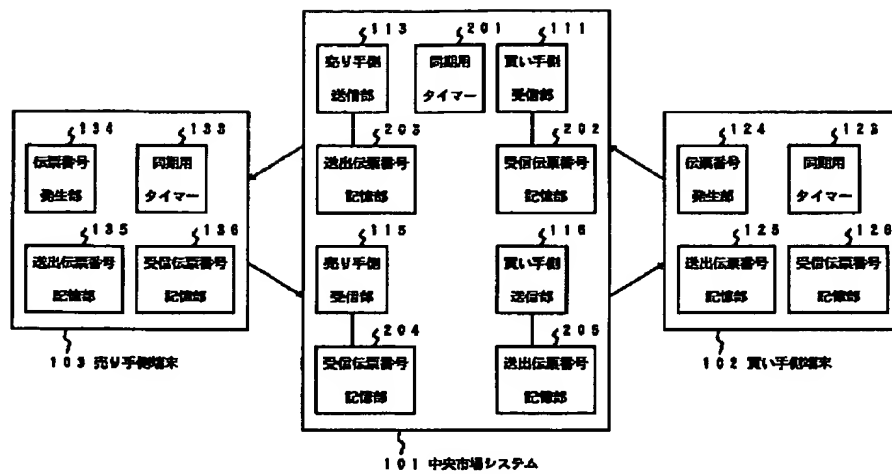 113
201
111
売り手側
送信部
同期用
タイマー
買い手側
受信部
134
133
203
202
124
123
伝票番号
発生部
同期用
タイマー
送出伝票番号
記憶部
受信伝票番号
記憶部
伝票番号
発生部
同期用
タイマー
135
136
115
116
125
126
送出伝票番号
記憶部
受信伝票番号
記憶部
売り手側
受信部
買い手側
送信部
送出伝票番号
記憶部
受信伝票番号
記憶部
204
205
103 売り手側端末
受信伝票番号
記憶部
送出伝票番号
記憶部
102 買い手側端末
101 中央市場システム